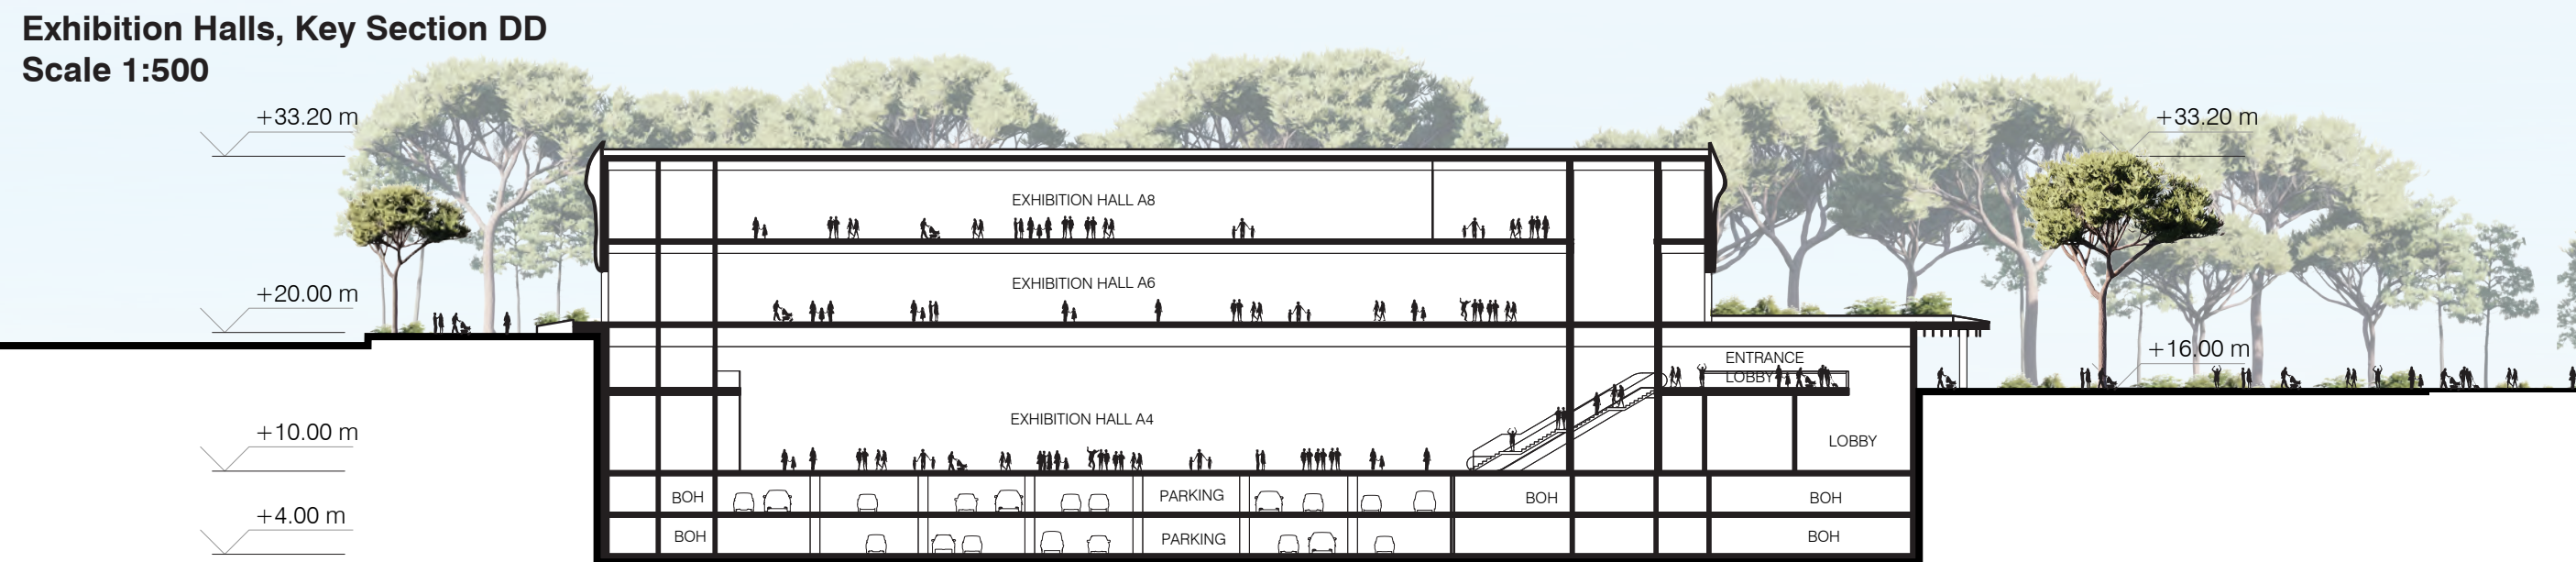 Exhibition Halls, Key Section DD
Scale 1:500
+33.20 m
+33.20 m
EXHIBITION HALL A8
EXHIBITION HALL A6
+20.00 m
+16.00 m
ENTRANCE
LOBBY
EXHIBITION HALL A4
+10.00 m
LOBBY
BOH
PARKING
BOH
BOH
+4.00 m
BOH
PARKING
BOH